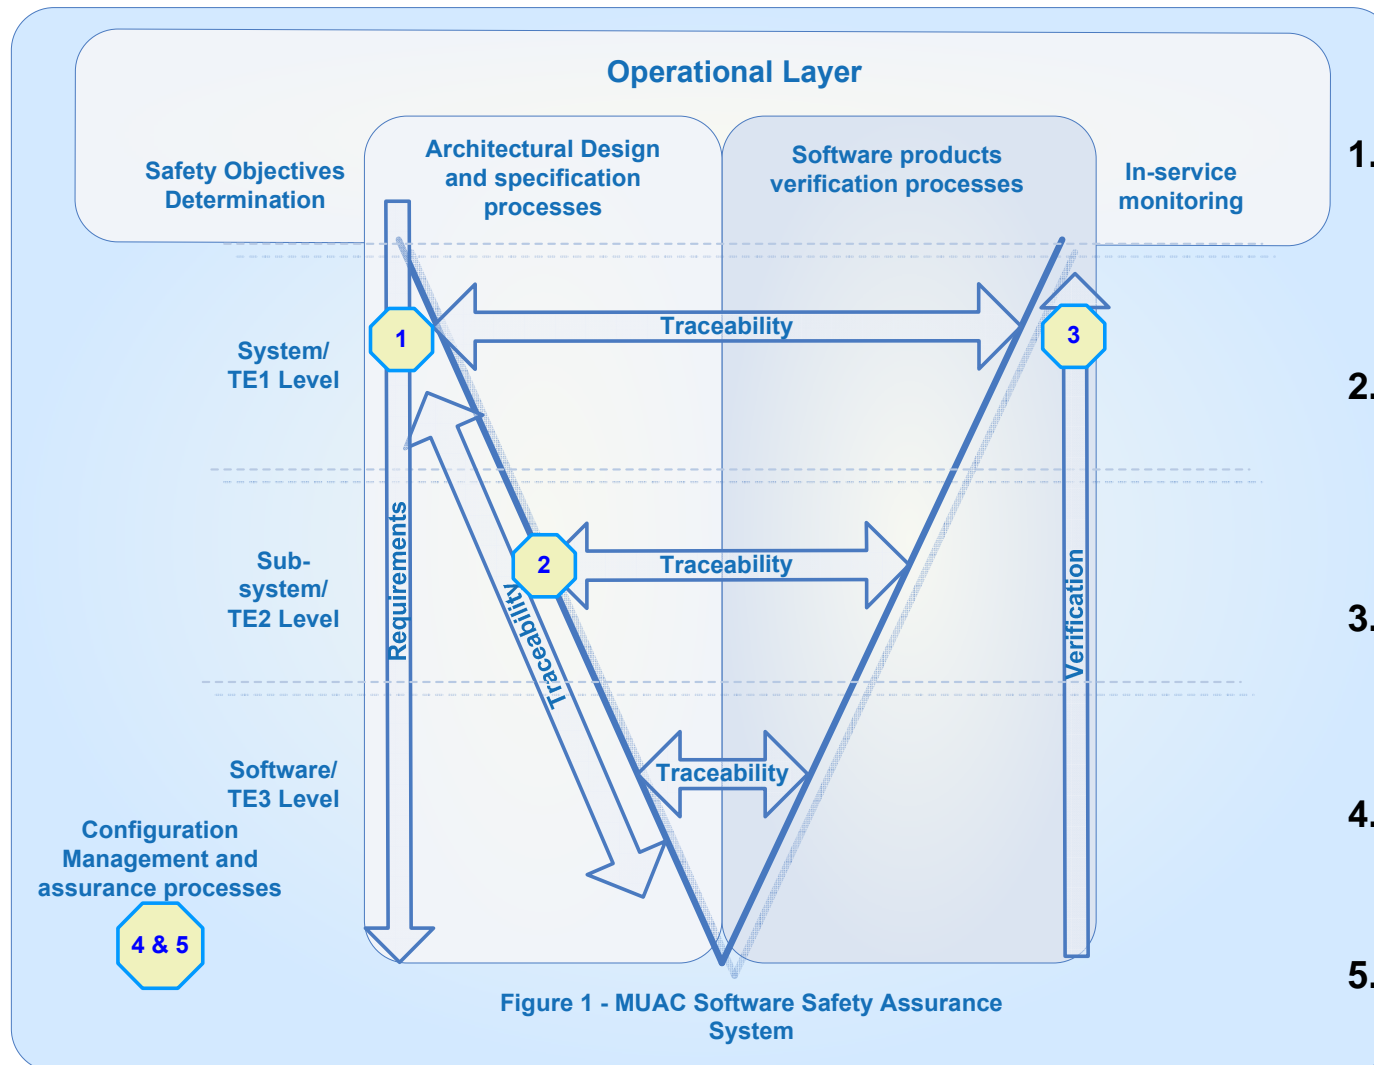 Operational Layer
Safety Objectives
Determination
Architectural Design
and specification
processes
Software products
verification processes
In-service
monitoring
1.
System/
TE1 Level
1
Traceability
3
2.
Requirements
Sub-
system/
TE2 Level
2
Traceability
Traceability
Verification
3.
Software/
TE3 Level
Traceability
4.
Configuration
Management and
assurance processes
4 & 5
5.
Figure 1 - MUAC Software Safety Assurance
System